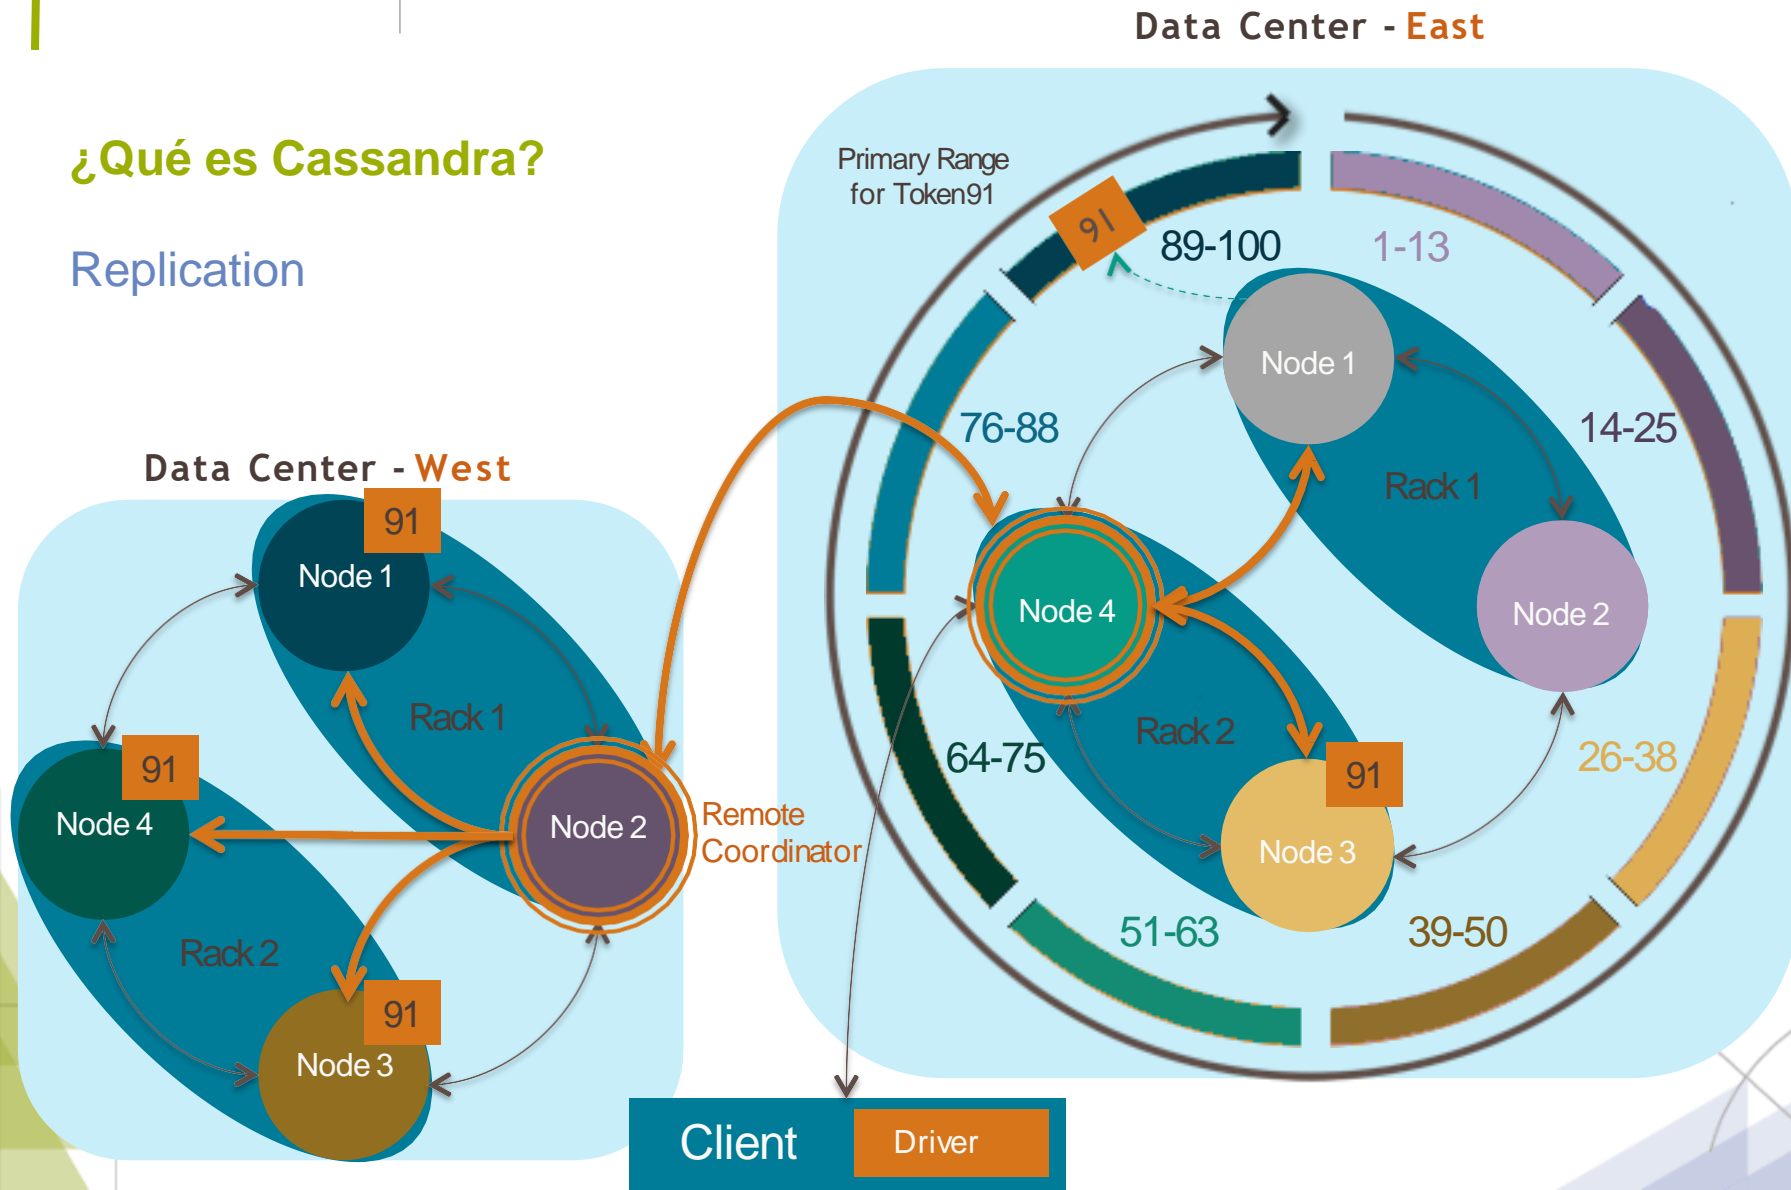 Data Center - East
¿Qué es Cassandra?
Replication
Primary Range
for Token91
91
89-100
1-13
76-88
14-25
Node 1
Rack 1
Node 4
Node 2
Rack 2
64-75
26-38
91
Node 3
51-63
39-50
Data Center - West
91
Node 1
Rack 1
91
Node 4
Node 2
Remote
Coordinator
Rack 2
91
Node 3
Client
Driver